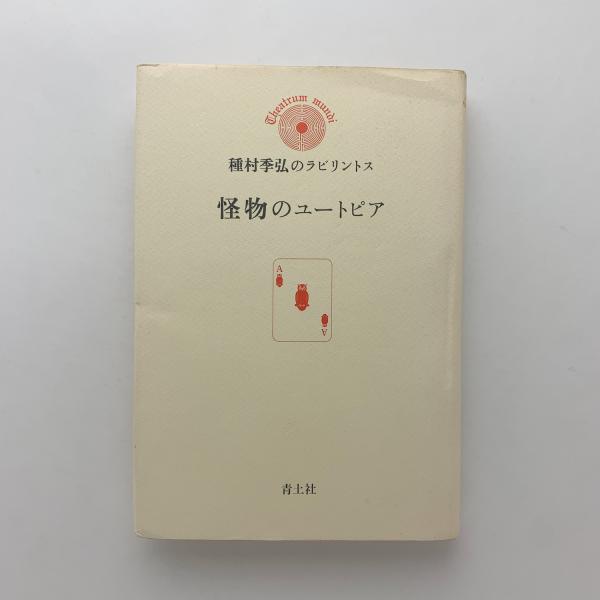 Theatrum mundi
種村季弘のラビリントス
怪物のユートピア
A
A
青土社